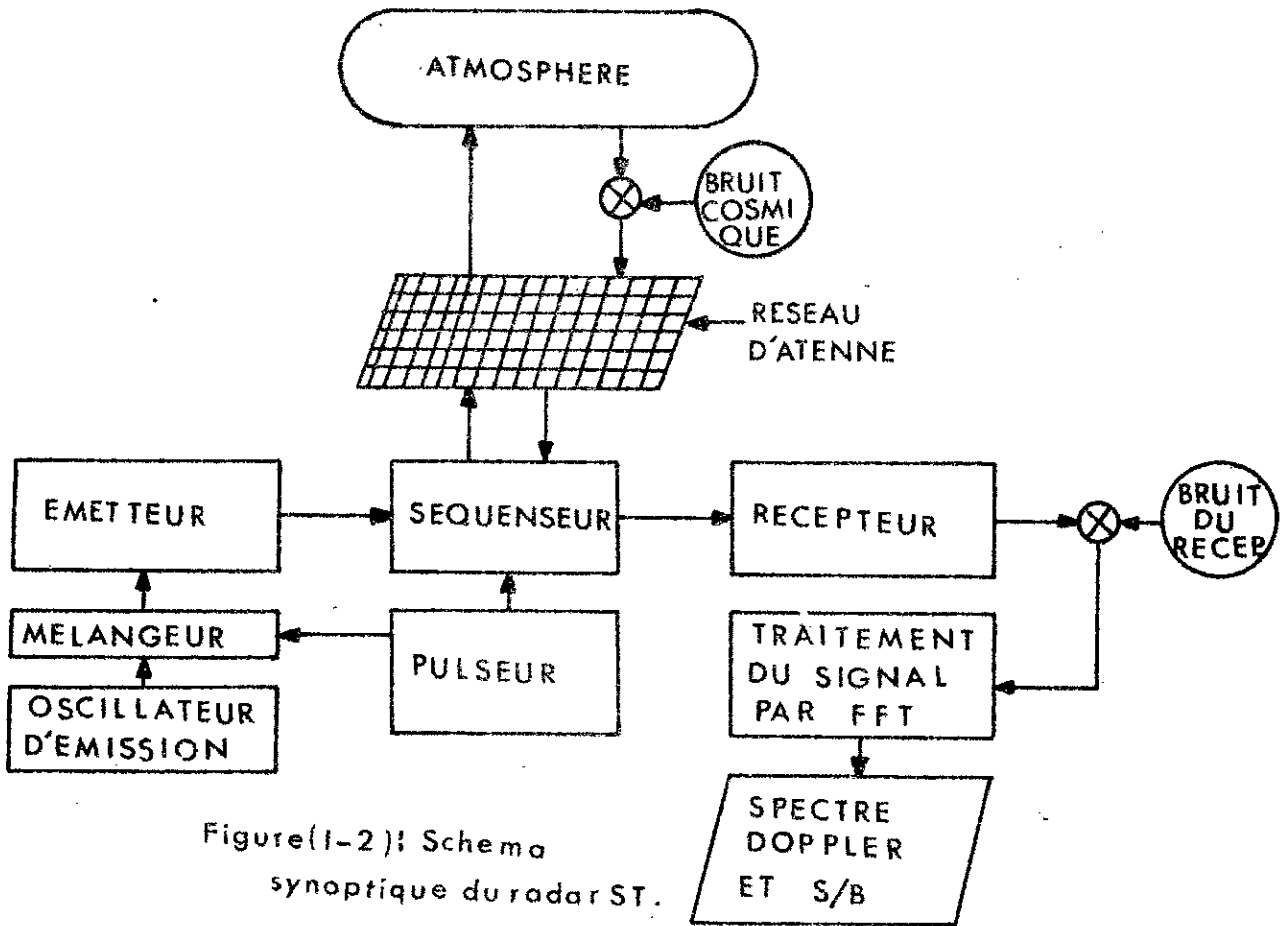 ATMOSPHERE
BRUIT
COSMI
QUE
RESEAU
D'ATENNE
EMETTEUR
SEQUENSEUR
RECEPTEUR
BRUIT
DU
RECEP
MELANGEUR
PULSEUR
TRAITEMENT
DU SIGNAL
PAR FFT
OSCILLATEUR
D'EMISSION
SPECTRE
DOPPLER
ET S/B
Figure(I-2): Schema
synoptique du radar ST.